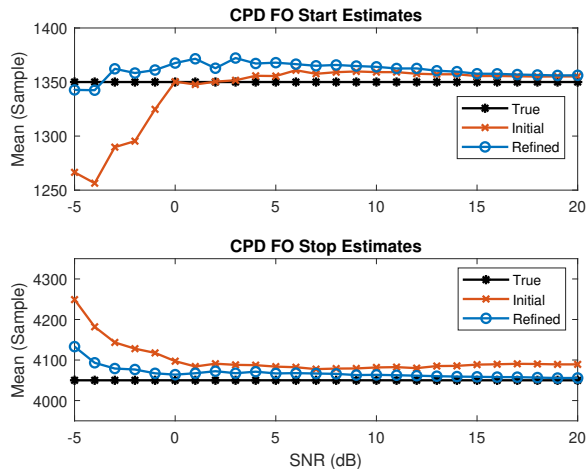 CPD FO Start Estimates
1400
1350
1300
1250
Mean (Sample)
True
Initial
Refined
-5 0 5 10 15 20
CPD FO Stop Estimates
4300
4200
4100
4000
Mean (Sample)
True
Initial
Refined
-5 0 5 10 15 20
SNR (dB)